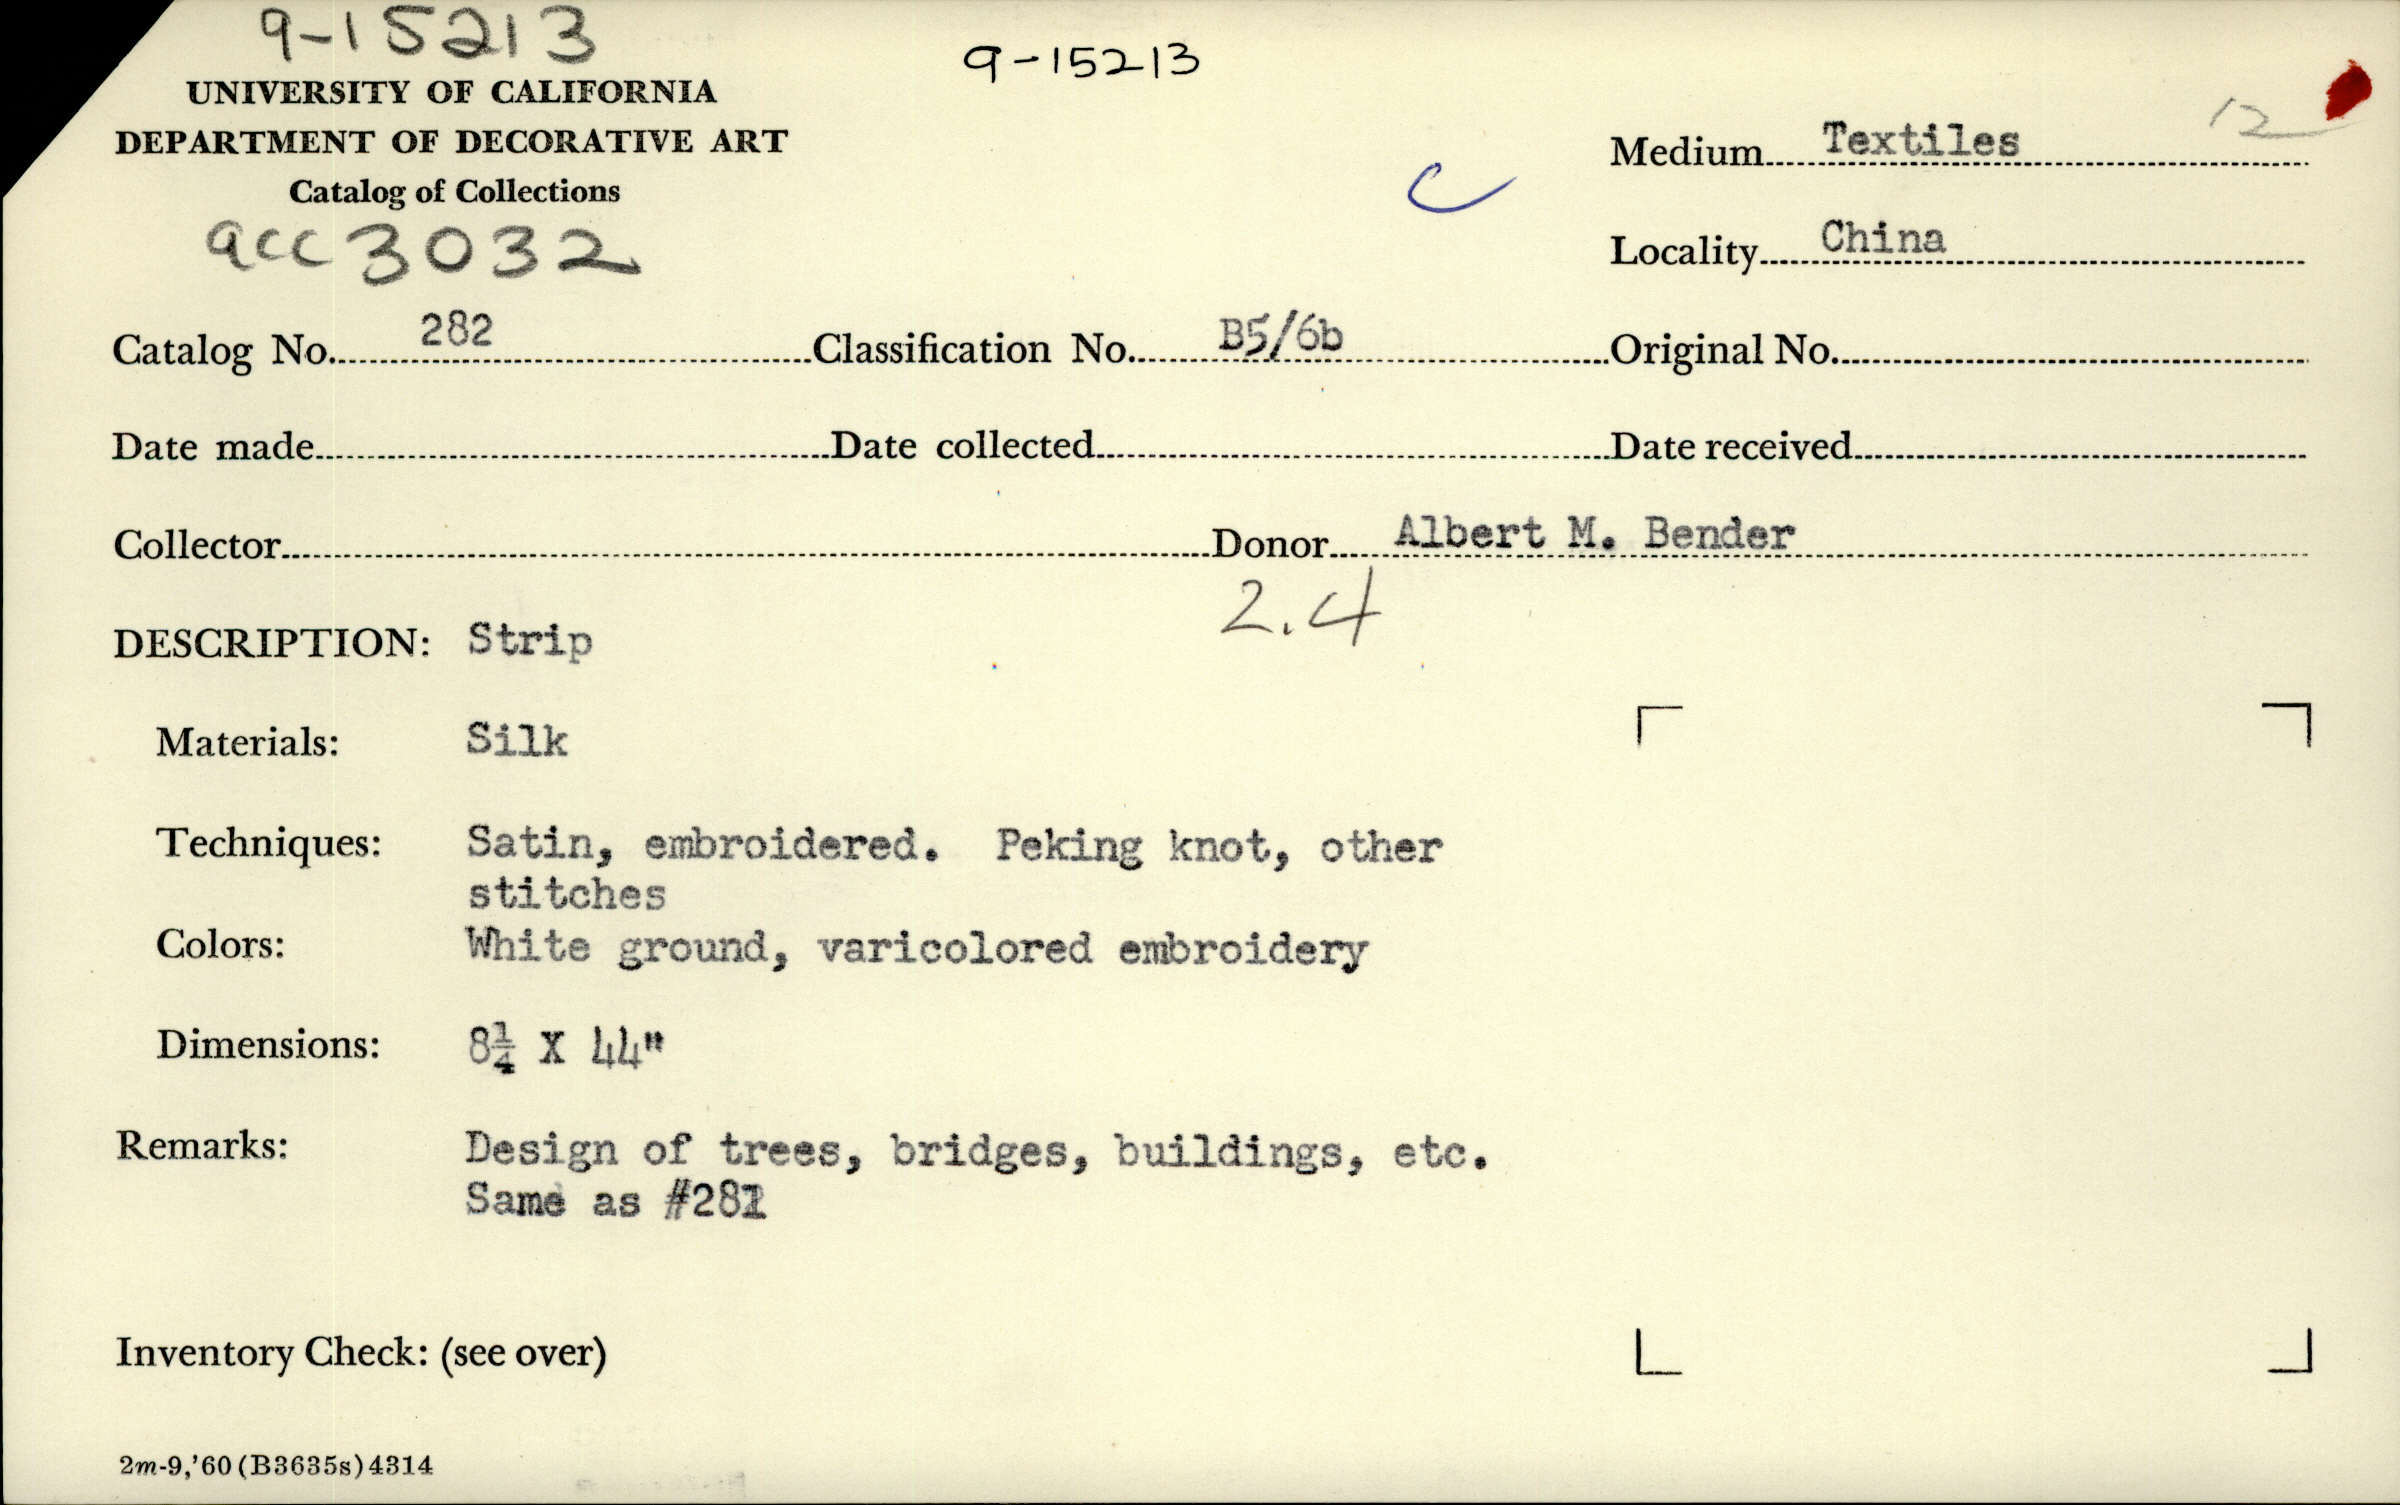 9-15213
9-15213
UNIVERSITY OF CALIFORNIA
DEPARTMENT OF DECORATIVE ART
Catalog of Collections
acc 3032
C
12
Medium Textiles
Locality China
Catalog No. 282 Classification No. B5/6b Original No.
Date made Date collected Date received
Collector Donor Albert M. Bender
2.4
DESCRIPTION: Strip
Materials: Silk
Techniques: Satin, embroidered. Peking knot, other
stitches
Colors: White ground, varicolored embroidery
Dimensions: 8¼ X 44"
Remarks: Design of trees, bridges, buildings, etc.
Same as #281
Inventory Check: (see over)
2m-9,'60(B3635s)4314